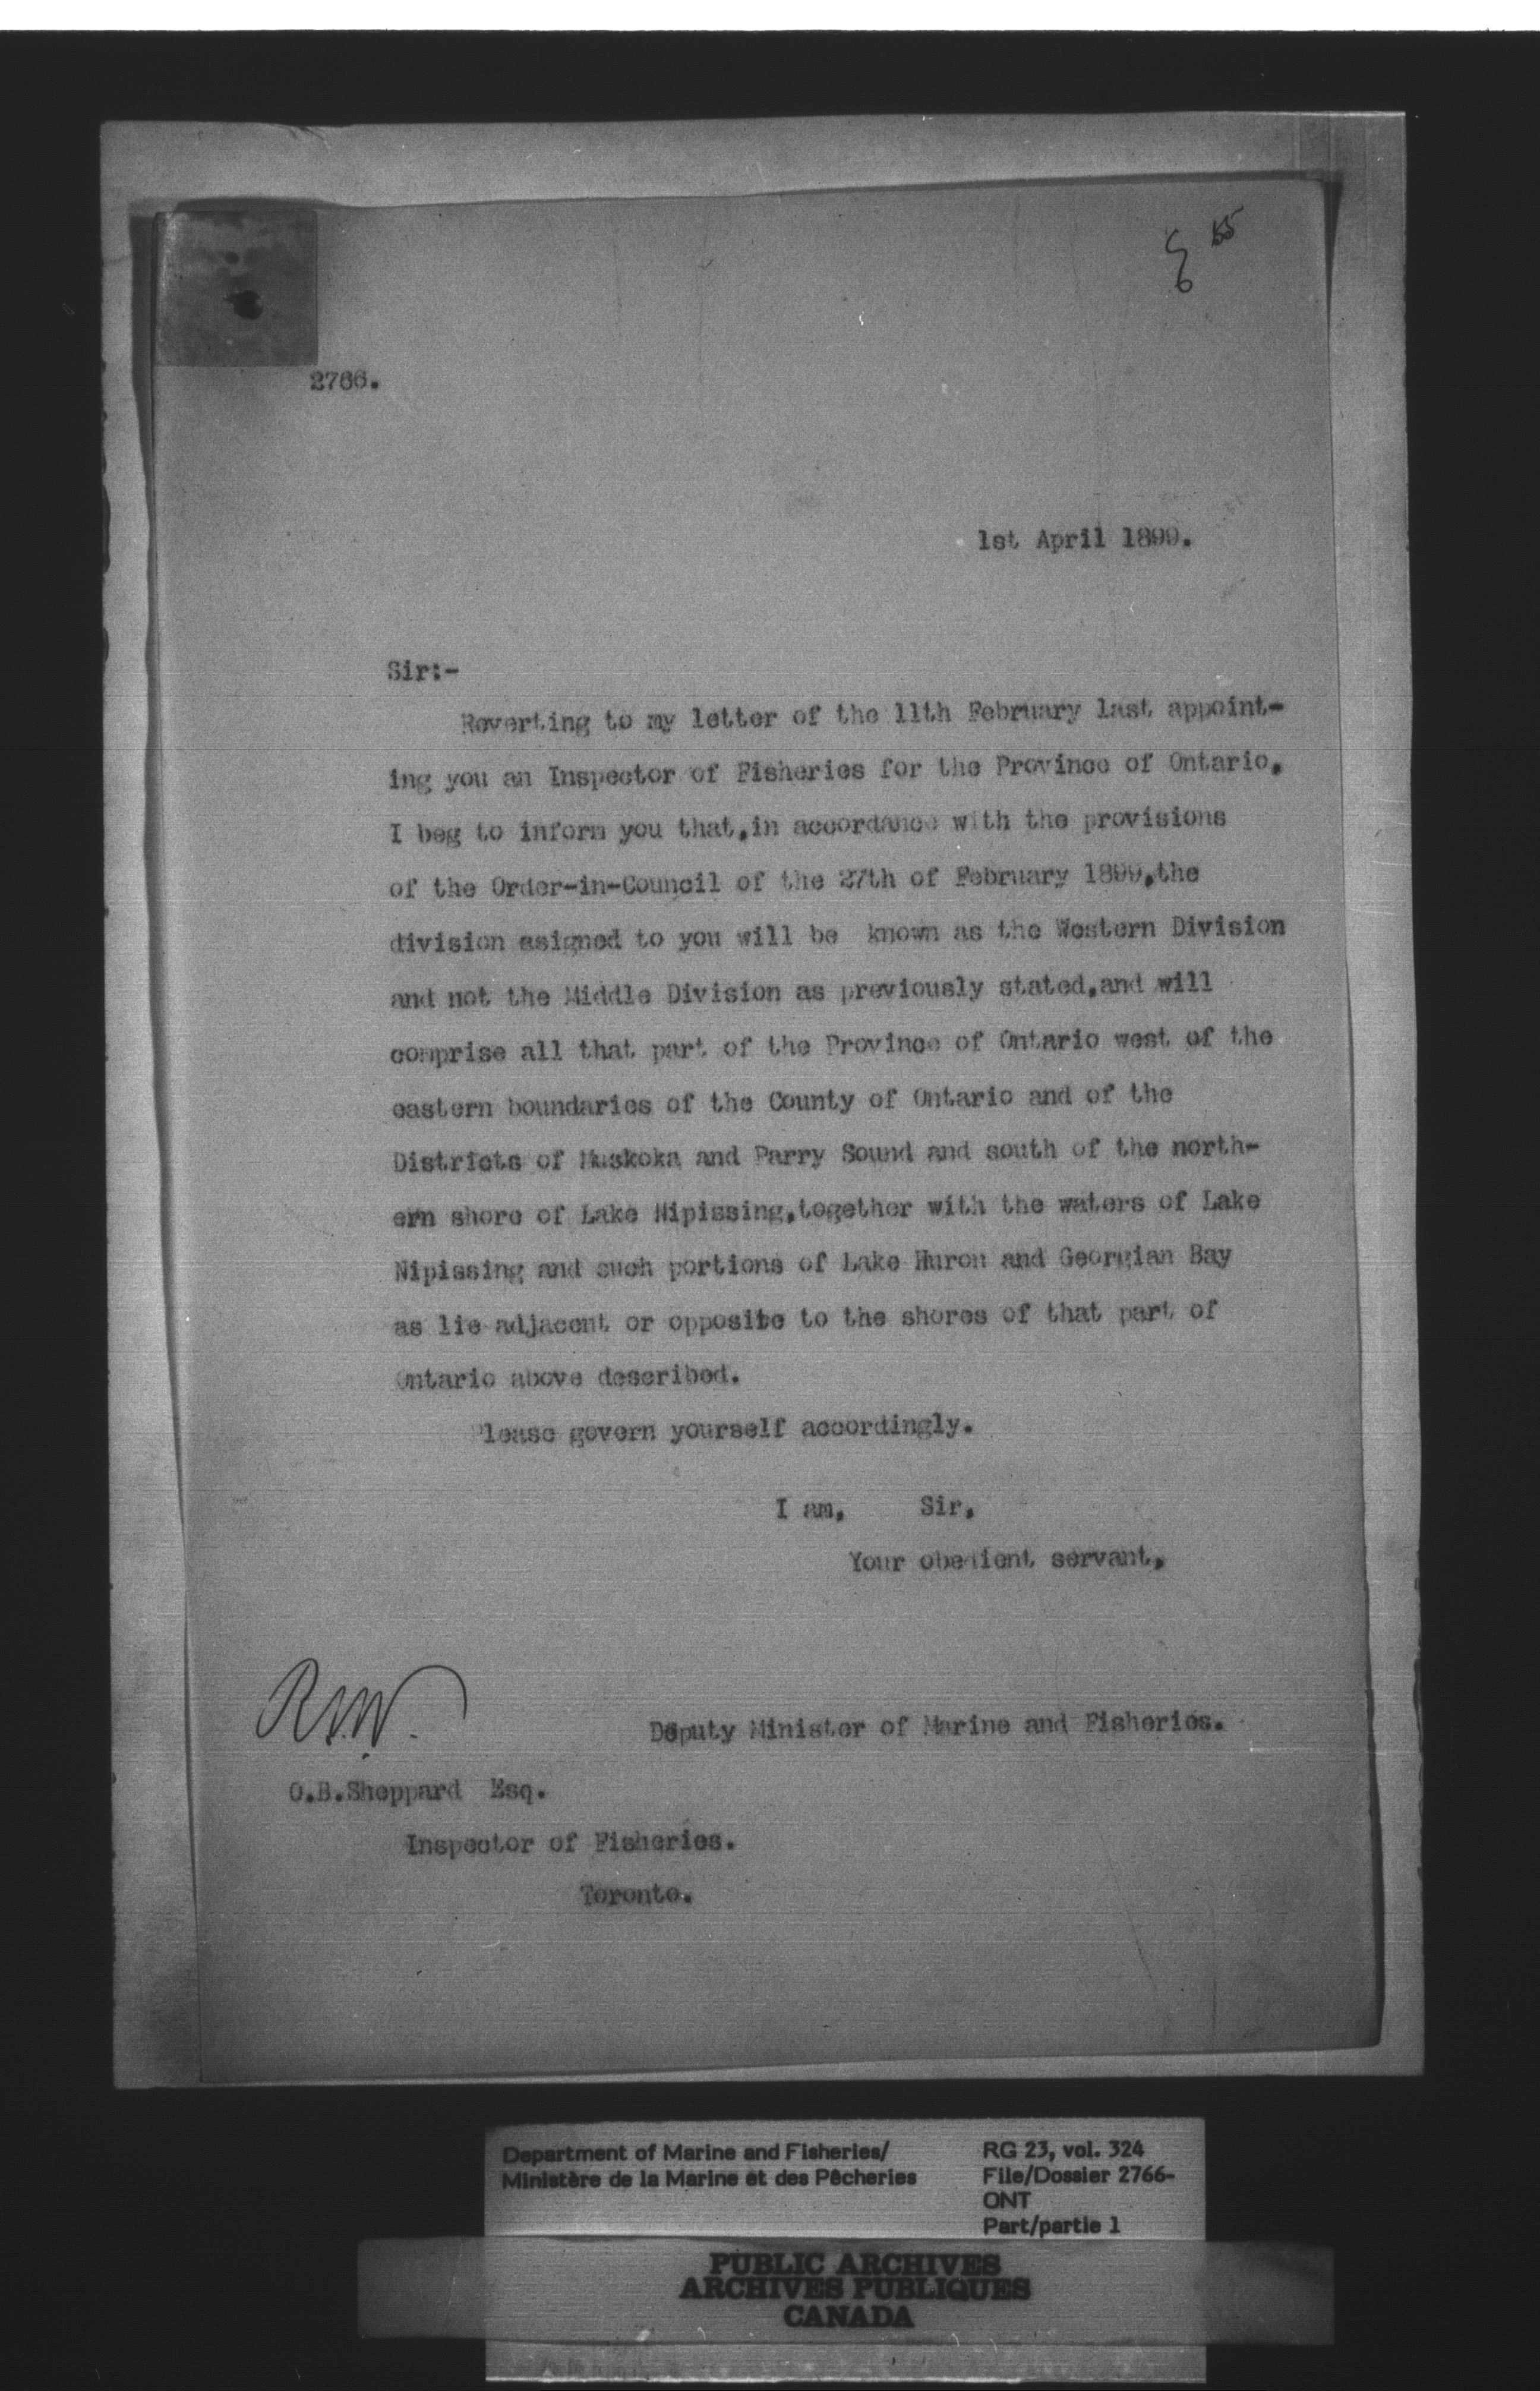 55
2766.
1st April 1899.
Sir:-
Reverting to my letter of the 11th February last appoint-
ing you an Inspector of Fisheries for the Province of Ontario,
I beg to inform you that,in accordance with the provisions
of the Order-in-Council of the 27th of February 1899,the
division asigned to you will be known as the Western Division
and not the Middle Division as previously stated,and will
comprise all that part of the Province of Ontario west of the
eastern boundaries of the County of Ontario and of the
Districts of Muskoka and Parry Sound and south of the north-
ern shore of Lake Nipissing,together with the waters of Lake
Nipissing and such portions of Lake Huron and Georgian Bay
as lie adjacent or opposite to the shores of that part of
Ontario above described.
Please govern yourself accordingly.
I am, Sir,
Your obedient servant,
Deputy Minister of Marine and Fisheries.
O.B.Sheppard Esq.
Inspector of Fisheries.
Toronto.
Department of Marine and Fisheries/
Ministère de la Marine et des Pêcheries
RG 23, vol. 324
File/Dossier 2766-
ONT
Part/partie 1
PUBLIC ARCHIVES
ARCHIVES PUBLIQUES
CANADA